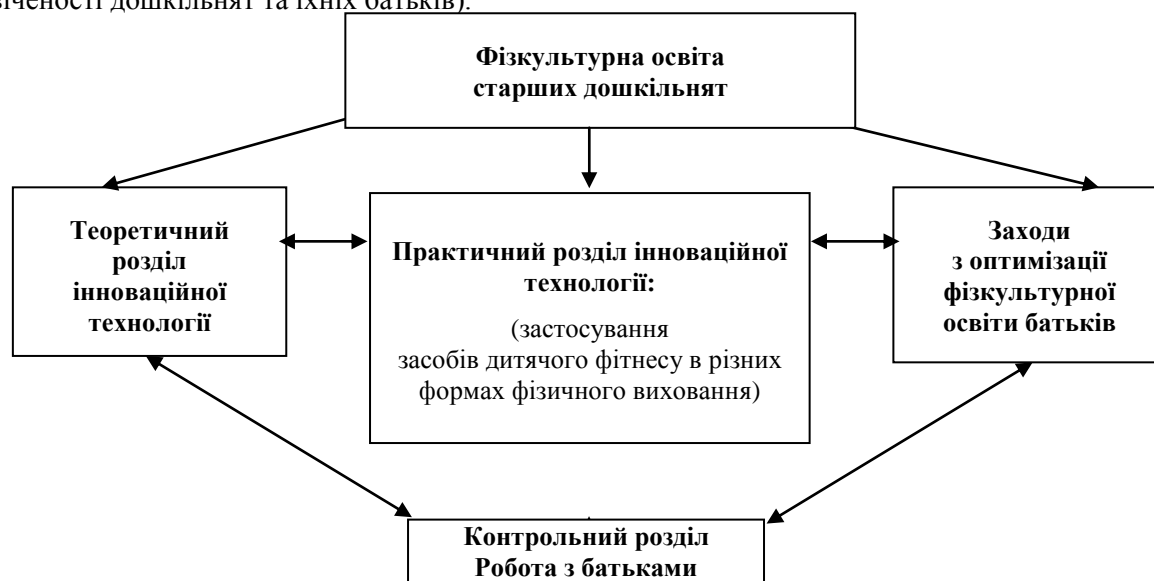 віченості дошкільнят та їхніх батьків).
Фізкультурна освіта
старших дошкільнят
Теоретичний
розділ
інноваційної
технології
Практичний розділ інноваційної
технології:
(застосування
засобів дитячого фітнесу в різних
формах фізичного виховання)
Заходи
з оптимізації
фізкультурної
освіти батьків
Контрольний розділ
Робота з батьками